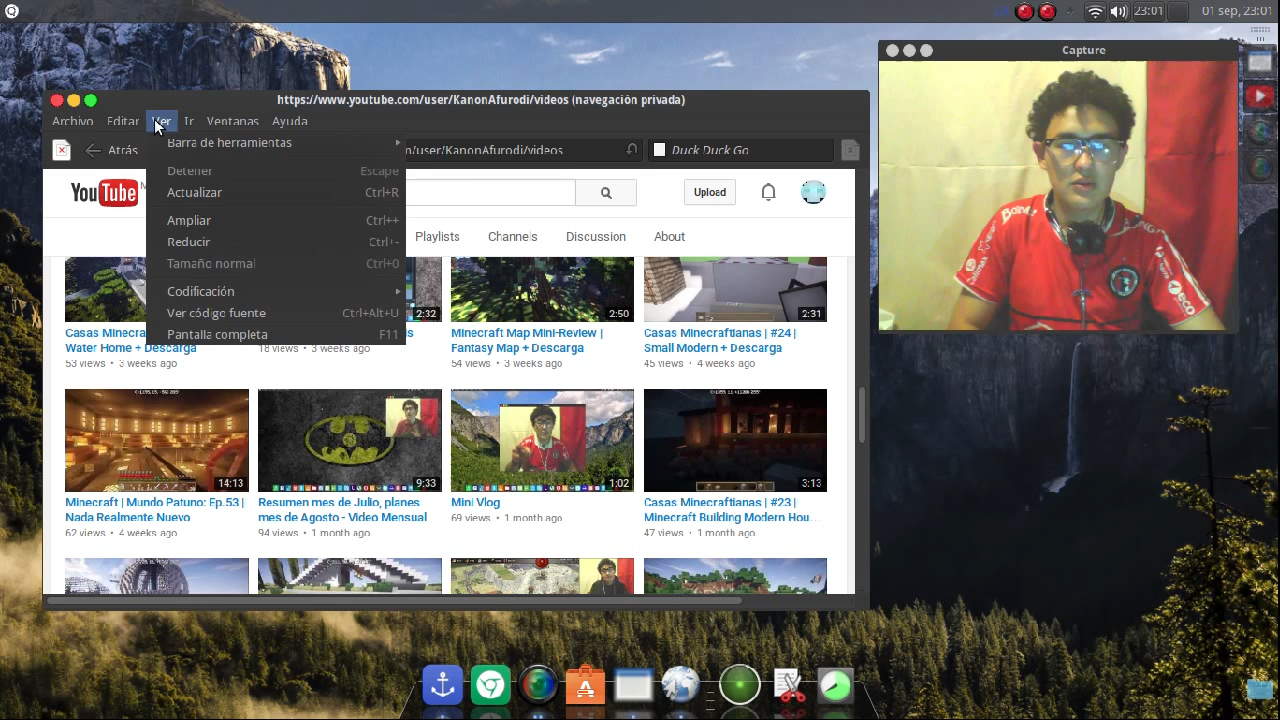 23:01
01 sep, 23:01
Capture
https://www.youtube.com/user/KanonAfurodi/videos (navegación privada)
Archivo Editar Ver Ir Ventanas Ayuda
Atrás
n/user/KanonAfurodi/videos
Duck Duck Go
Barra de herramientas
Detener Escape
Actualizar Ctrl+R
Ampliar Ctrl++
Reducir Ctrl+-
Tamaño normal Ctrl+0
Codificación
Ver código fuente Ctrl+Alt+U
Pantalla completa F11
YouTube
Upload
Playlists Channels Discussion About
2:32
2:50
2:31
Casas Minecraf
Water Home + Descarga
53 views • 3 weeks ago
18 views • 3 weeks ago
Minecraft Map Mini-Review |
Fantasy Map + Descarga
54 views • 3 weeks ago
Casas Minecraftianas | #24 |
Small Modern + Descarga
45 views • 4 weeks ago
14:13
9:33
1:02
3:13
Minecraft | Mundo Patuno: Ep.53 |
Nada Realmente Nuevo
62 views • 4 weeks ago
Resumen mes de Julio, planes
mes de Agosto - Video Mensual
94 views • 1 month ago
Mini Vlog
69 views • 1 month ago
Casas Minecraftianas | #23 |
Minecraft Building Modern Hou...
47 views • 1 month ago